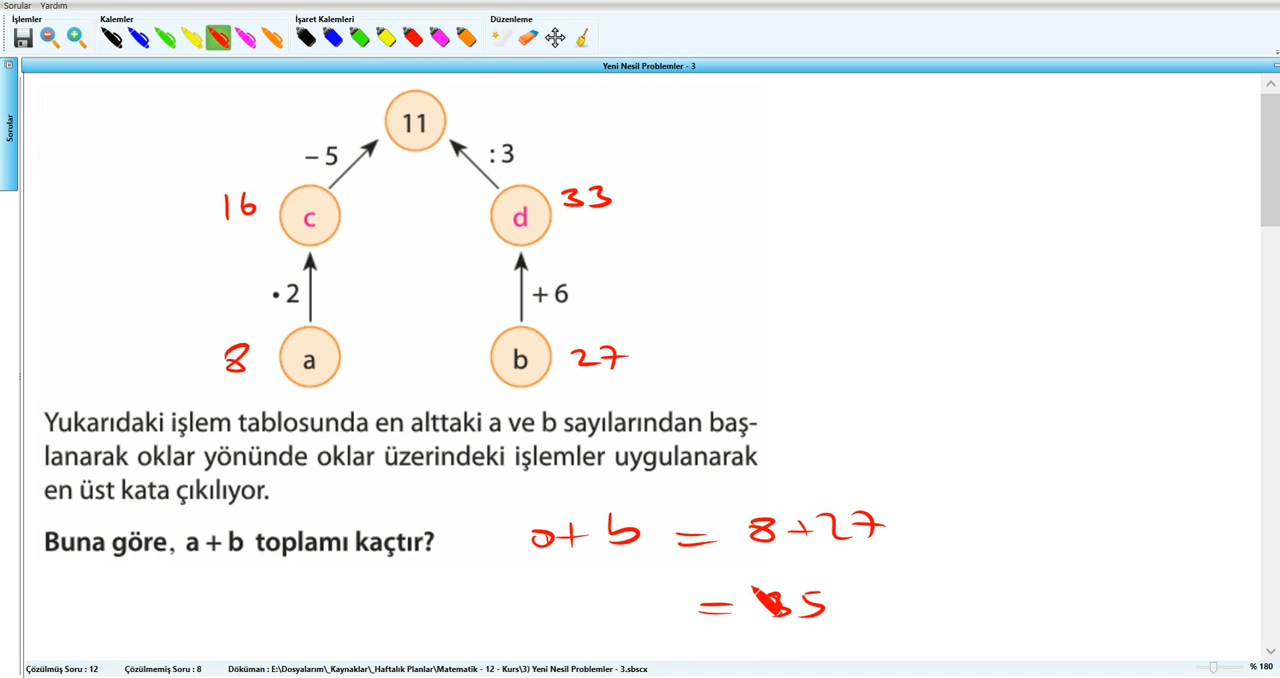 Sorular Yardım
İşlemler Kalemler İşaret Kalemleri Düzenleme
Yeni Nesil Problemler - 3
Sorular
11
– 5 : 3
16 c d 33
• 2 + 6
8 a b 27
Yukarıdaki işlem tablosunda en alttaki a ve b sayılarından baş-
lanarak oklar yönünde oklar üzerindeki işlemler uygulanarak
en üst kata çıkılıyor.
Buna göre, a + b toplamı kaçtır?
a + b = 8 + 27
= 35
Çözülmüş Soru : 12 Çözülmemiş Soru : 8 Döküman : E:\Dosyalarım\_Kaynaklar\_Haftalık Planlar\Matematik - 12 - Kurs\3) Yeni Nesil Problemler - 3.sbscx % 180